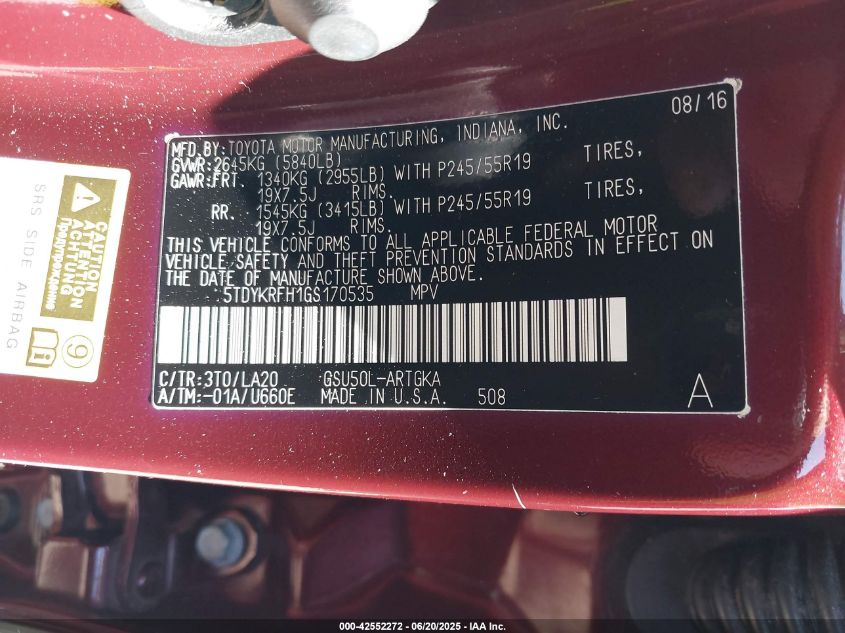 08/16
MFD.BY:TOYOTA MOTOR MANUFACTURING, INDIANA, INC.
GVWR:2645KG (5840LB)
GAWR:FRT. 1340KG (2955LB) WITH P245/55R19 TIRES,
19X7.5J RIMS.
RR. 1545KG (3415LB) WITH P245/55R19 TIRES,
19X7.5J RIMS.
THIS VEHICLE CONFORMS TO ALL APPLICABLE FEDERAL MOTOR
VEHICLE SAFETY AND THEFT PREVENTION STANDARDS IN EFFECT ON
THE DATE OF MANUFACTURE SHOWN ABOVE.
5TDYKRFH1GS170535 MPV
C/TR:3T0/LA20 GSU50L-ARTGKA
A/TM:-01A/U660E MADE IN U.S.A. 508 A
CAUTION
ATTENTION
ACHTUNG
Предупреждение
SRS SIDE AIRBAG
9
000-42552272 - 06/20/2025 - IAA Inc.